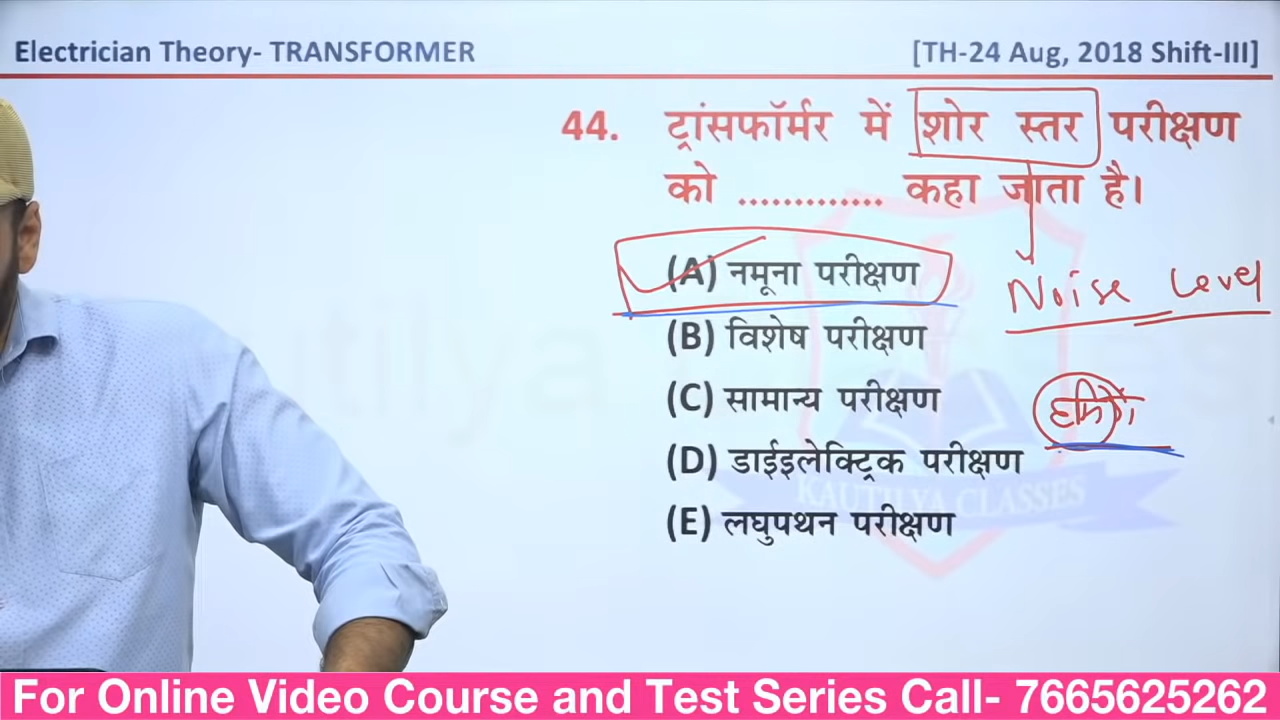 Electrician Theory- TRANSFORMER
[TH-24 Aug, 2018 Shift-III]
44. ट्रांसफॉर्मर में शोर स्तर परीक्षण
को ............. कहा जाता है।
(A) नमूना परीक्षण
Noise Level
(B) विशेष परीक्षण
(C) सामान्य परीक्षण
(D) डाईइलेक्ट्रिक परीक्षण
(E) लघुपथन परीक्षण
KAUTILYA CLASSES
For Online Video Course and Test Series Call- 7665625262